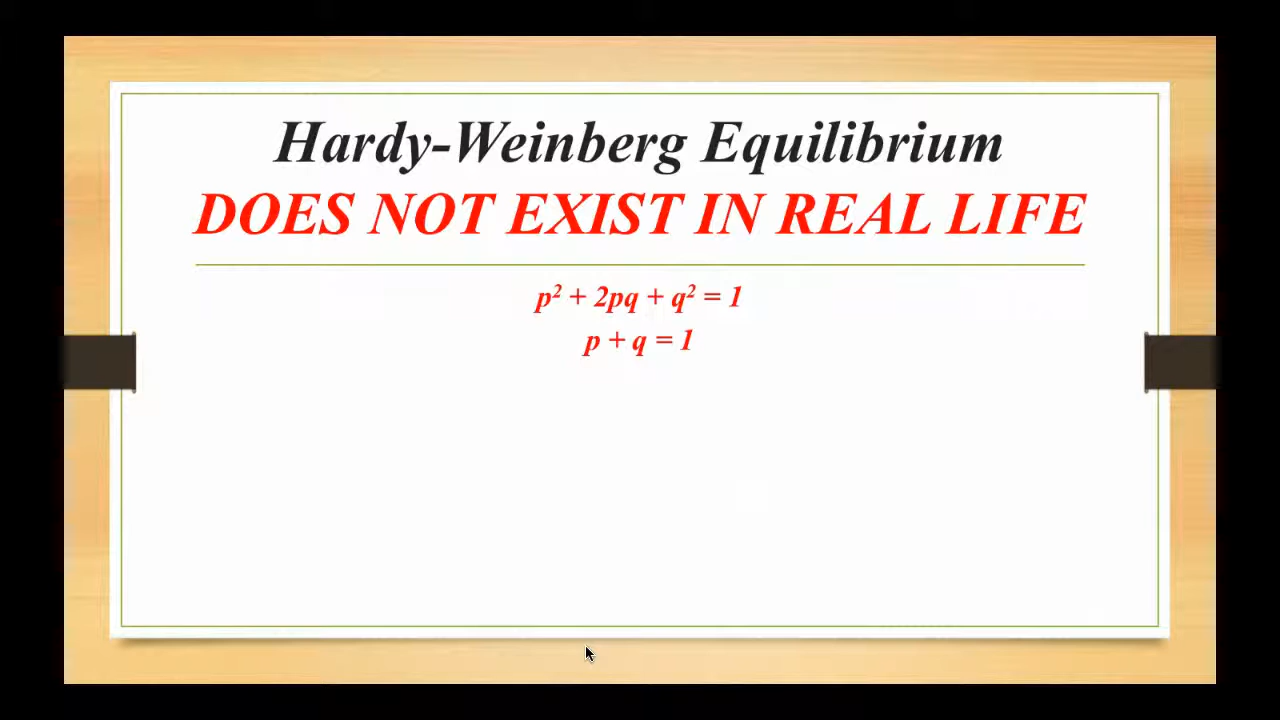 Hardy-Weinberg Equilibrium
DOES NOT EXIST IN REAL LIFE
p² + 2pq + q² = 1
p + q = 1